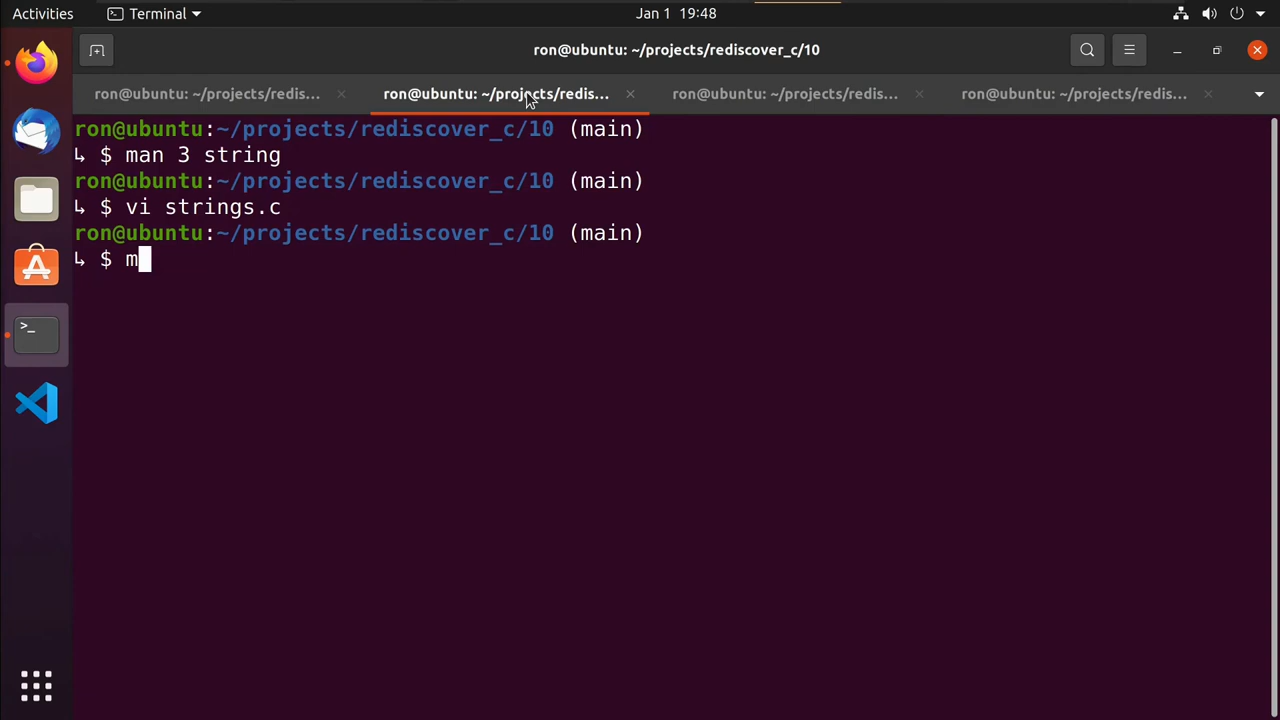 Activities Terminal Jan 1 19:48
ron@ubuntu: ~/projects/rediscover_c/10
ron@ubuntu: ~/projects/redis... ron@ubuntu: ~/projects/redis... ron@ubuntu: ~/projects/redis... ron@ubuntu: ~/projects/redis...
ron@ubuntu:~/projects/rediscover_c/10 (main)
↳ $ man 3 string
ron@ubuntu:~/projects/rediscover_c/10 (main)
↳ $ vi strings.c
ron@ubuntu:~/projects/rediscover_c/10 (main)
↳ $ m